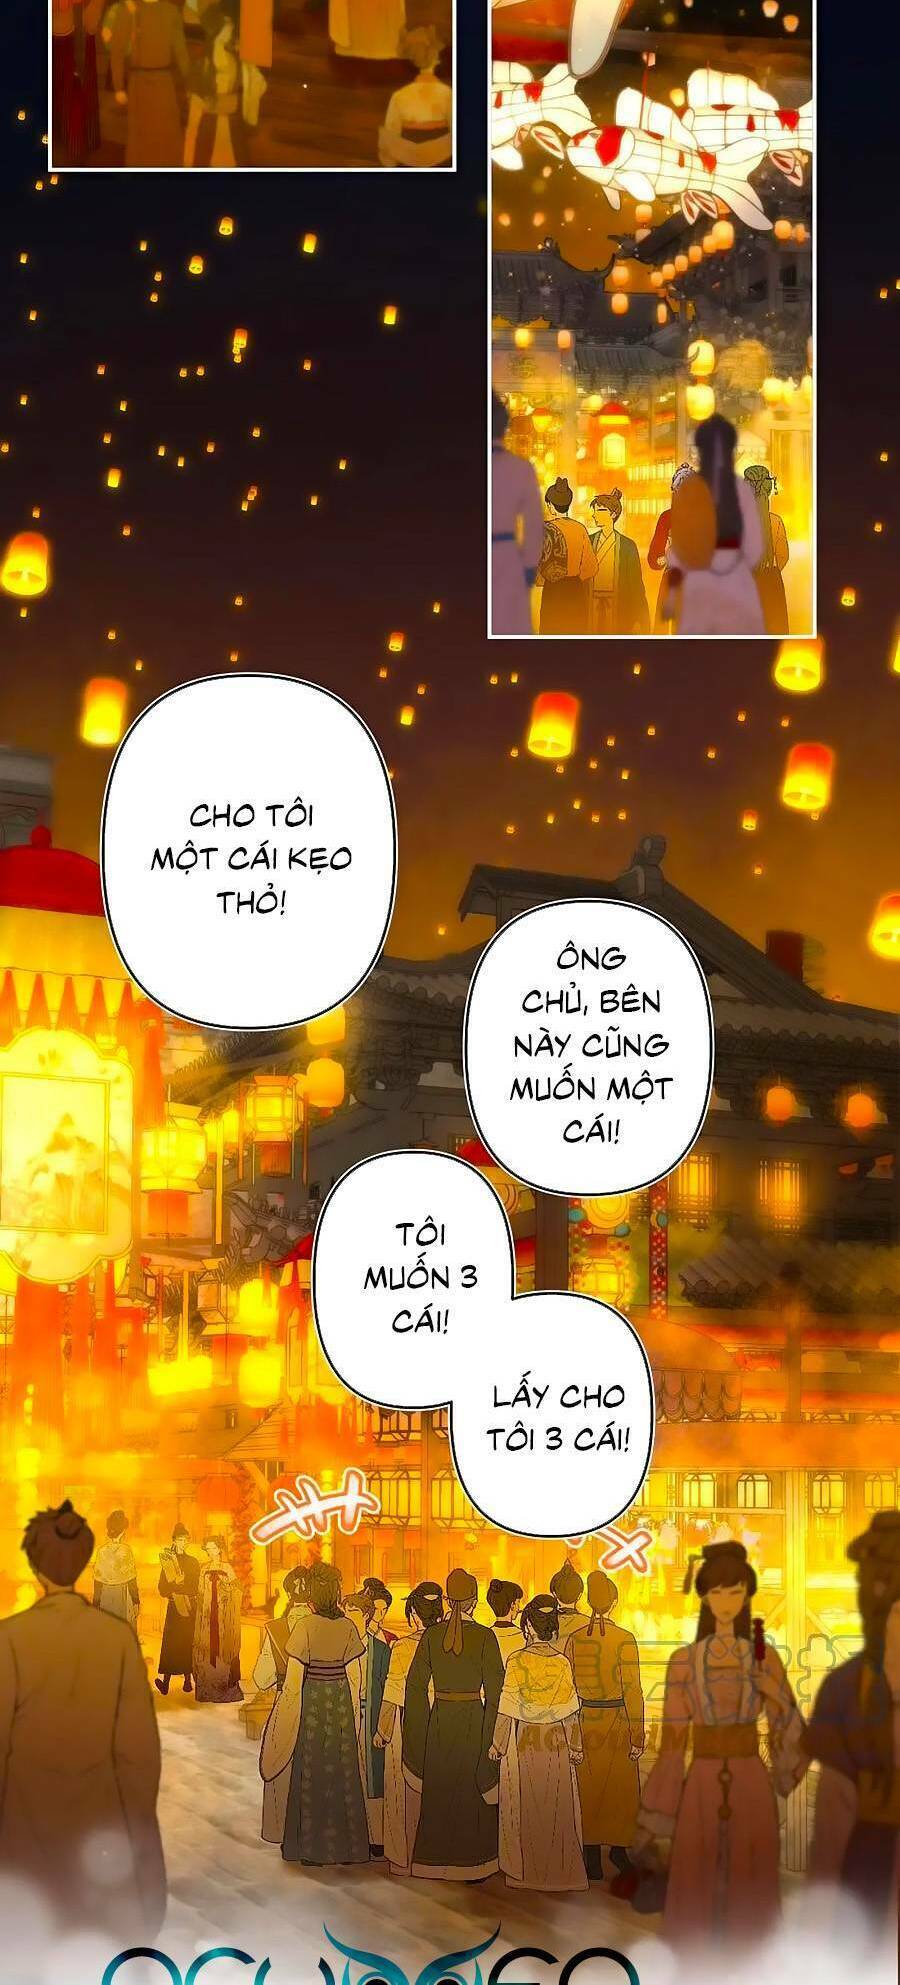 CHO TÔI
MỘT CÁI KẸO
THỎ!
ÔNG
CHỦ, BÊN
NÀY CŨNG
MUỐN MỘT
CÁI!
TÔI
MUỐN 3
CÁI!
LẤY CHO
TÔI 3 CÁI!